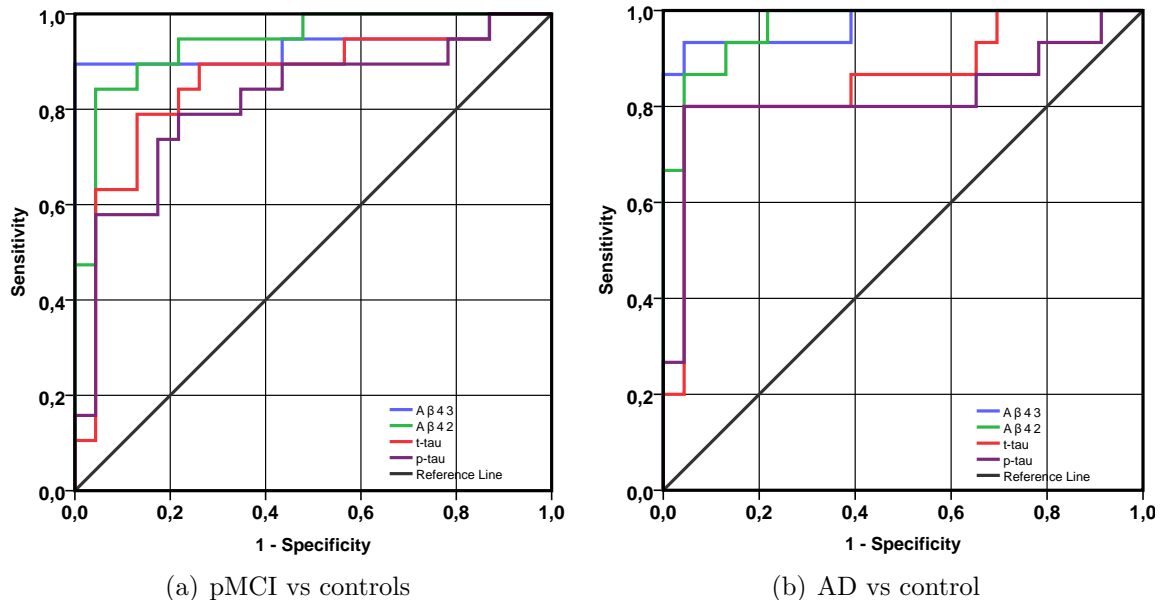 1,0
0,8
0,6
0,4
0,2
0,0
Sensitivity
0,0 0,2 0,4 0,6 0,8 1,0
1 - Specificity
Aβ43
Aβ42
t-tau
p-tau
Reference Line
(a) pMCI vs controls
1,0
0,8
0,6
0,4
0,2
0,0
Sensitivity
0,0 0,2 0,4 0,6 0,8 1,0
1 - Specificity
Aβ43
Aβ42
t-tau
p-tau
Reference Line
(b) AD vs control